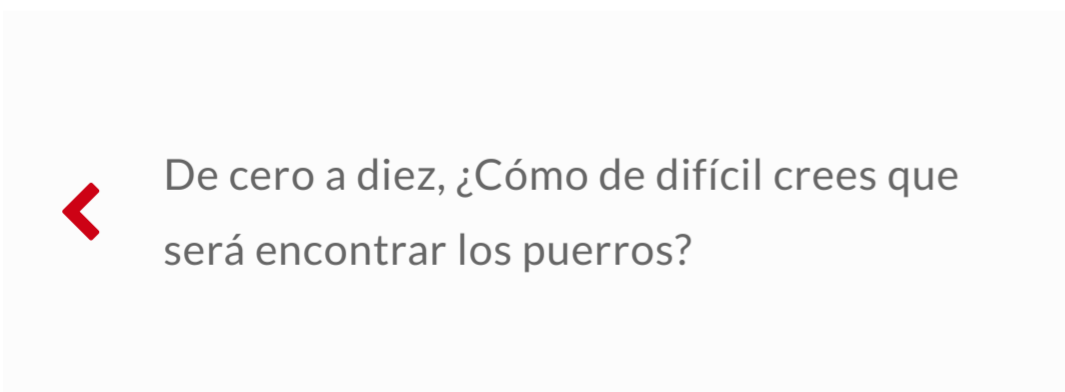 De cero a diez, ¿Cómo de difícil crees que
será encontrar los puerros?